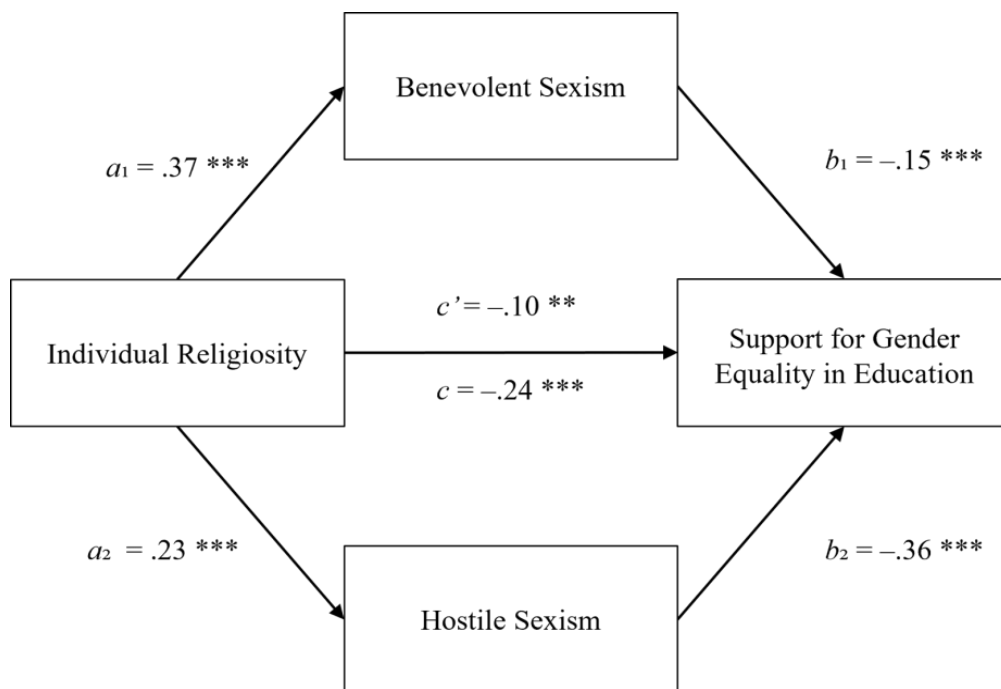 Benevolent Sexism
a₁ = .37 ***
b₁ = –.15 ***
Individual Religiosity
c’= –.10 **
c = –.24 ***
Support for Gender
Equality in Education
a₂ = .23 ***
b₂ = –.36 ***
Hostile Sexism